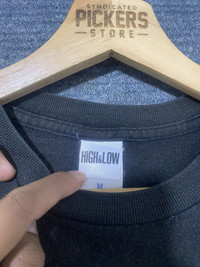 SYNDICATED
PICKERS
STORE
HIGH&LOW
M